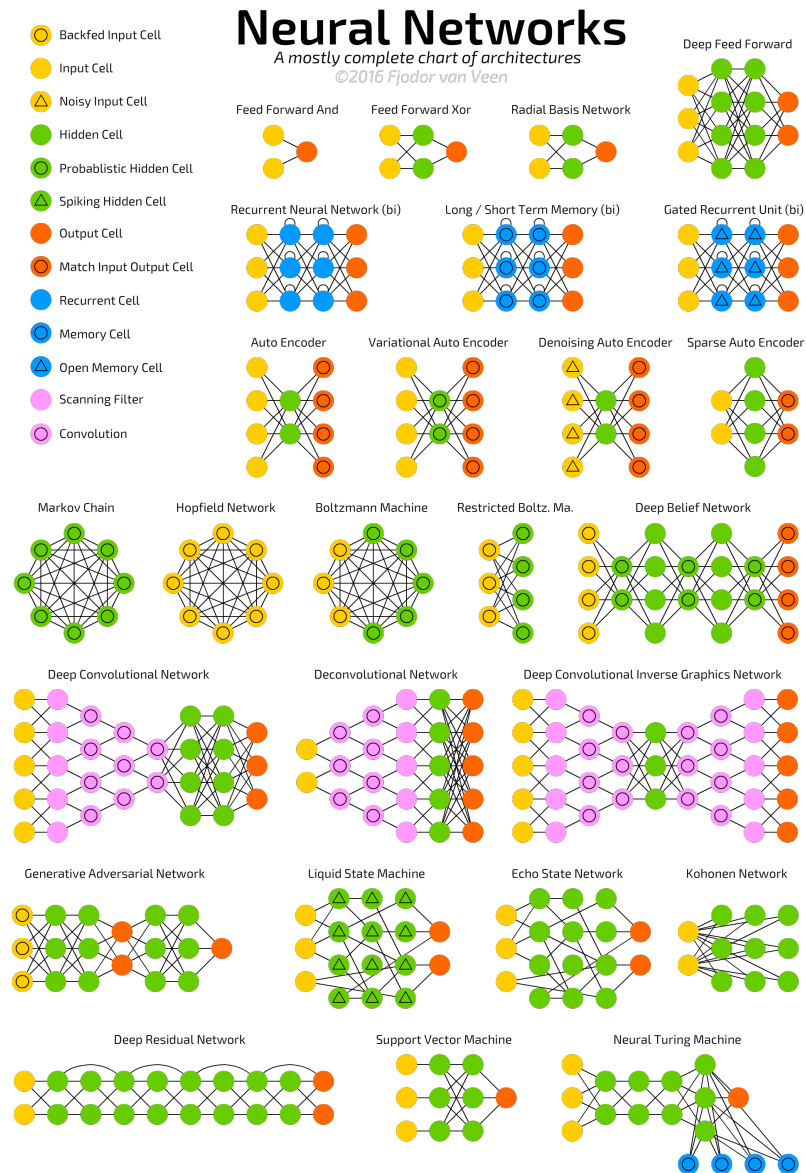 Neural Networks
A mostly complete chart of architectures
©2016 Fjodor van Veen
Backfed Input Cell
Input Cell
Noisy Input Cell
Hidden Cell
Probablistic Hidden Cell
Spiking Hidden Cell
Output Cell
Match Input Output Cell
Recurrent Cell
Memory Cell
Open Memory Cell
Scanning Filter
Convolution
Deep Feed Forward
Feed Forward And
Feed Forward Xor
Radial Basis Network
Recurrent Neural Network (bi)
Long / Short Term Memory (bi)
Gated Recurrent Unit (bi)
Auto Encoder
Variational Auto Encoder
Denoising Auto Encoder
Sparse Auto Encoder
Markov Chain
Hopfield Network
Boltzmann Machine
Restricted Boltz. Ma.
Deep Belief Network
Deep Convolutional Network
Deconvolutional Network
Deep Convolutional Inverse Graphics Network
Generative Adversarial Network
Liquid State Machine
Echo State Network
Kohonen Network
Deep Residual Network
Support Vector Machine
Neural Turing Machine